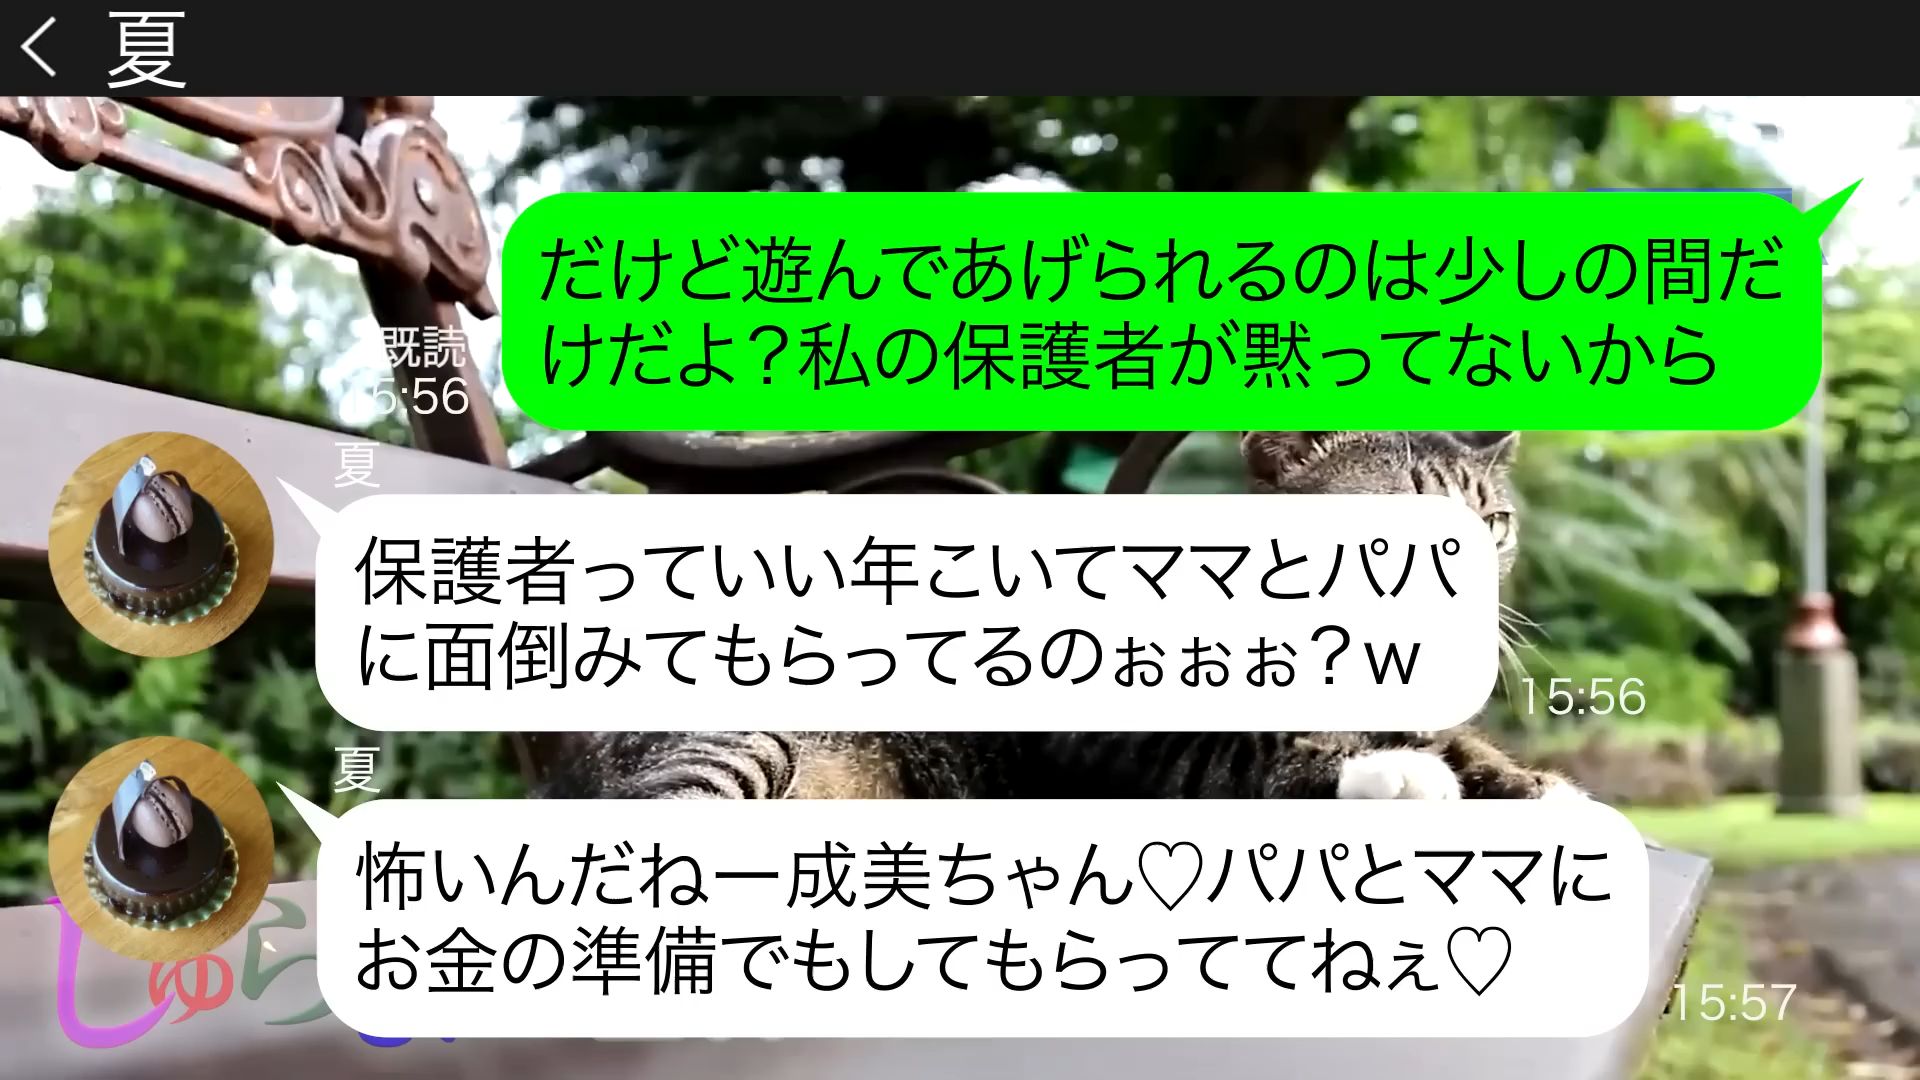 夏
だけど遊んであげられるのは少しの間だ
けだよ？私の保護者が黙ってないから
既読
15:56
夏
保護者っていい年こいてママとパパ
に面倒みてもらってるのぉぉぉ？w
15:56
夏
怖いんだねー成美ちゃん♡パパとママに
お金の準備でもしてもらっててねぇ♡
15:57
しゅら